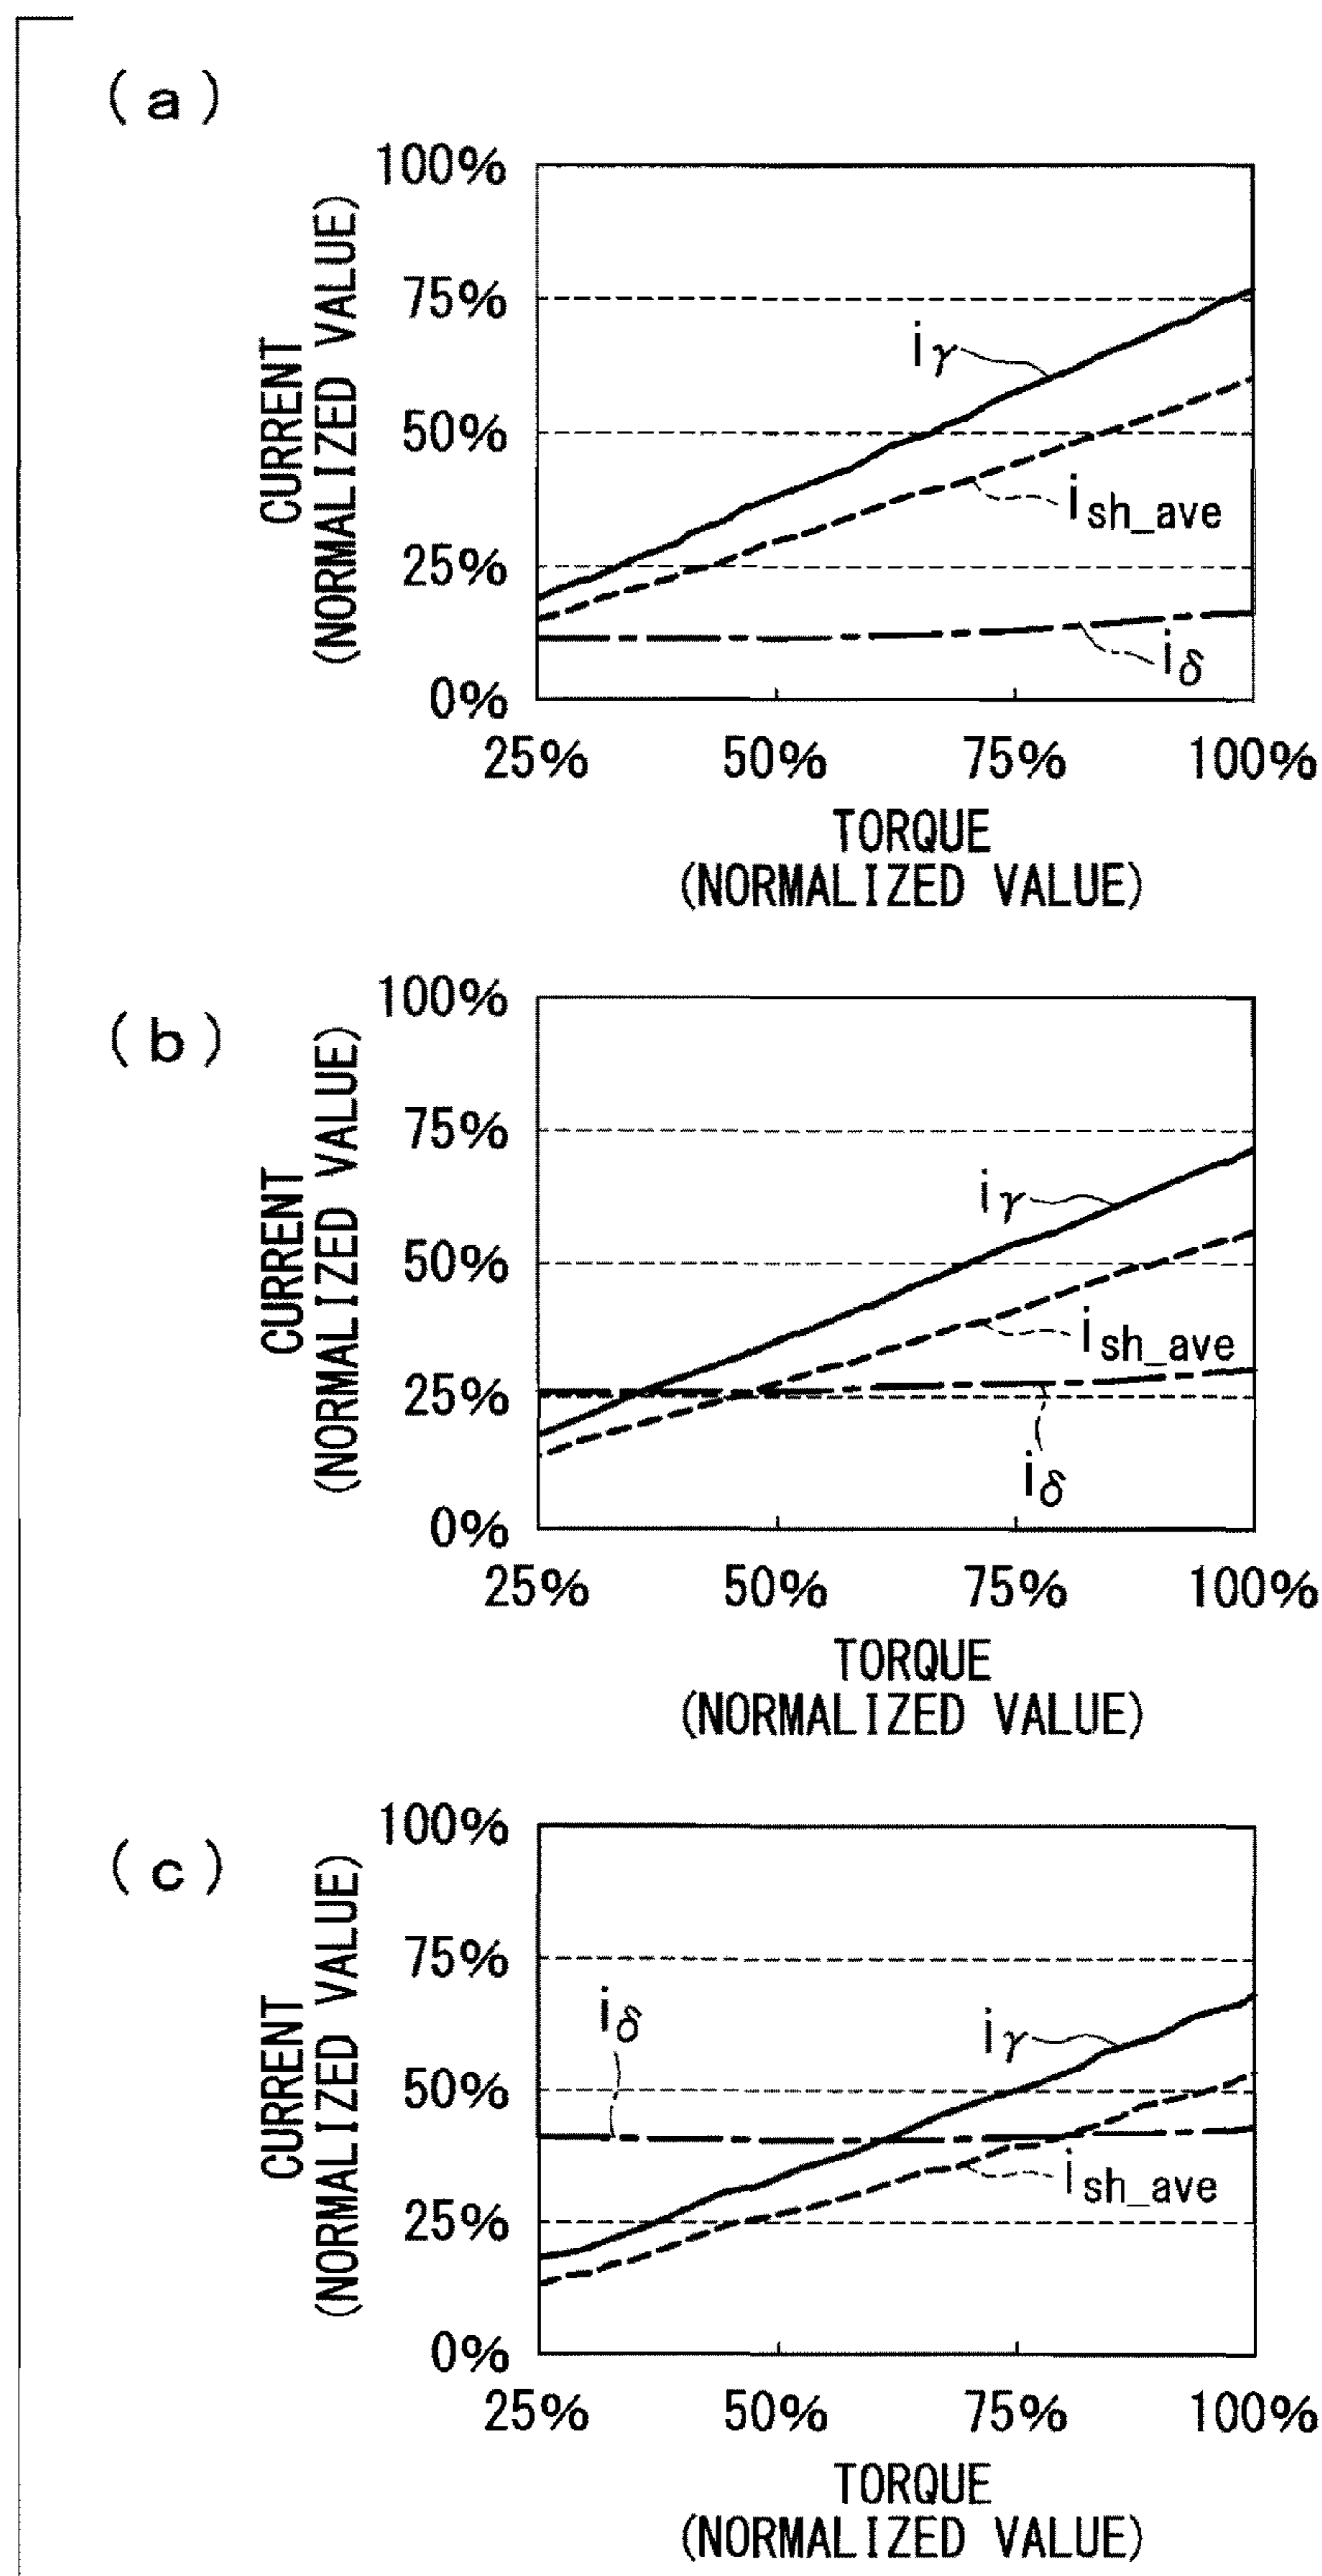 (a)
CURRENT
(NORMALIZED VALUE)
100%
75%
50%
25%
0%
iγ
ish_ave
iδ
25% 50% 75% 100%
TORQUE
(NORMALIZED VALUE)
(b)
CURRENT
(NORMALIZED VALUE)
100%
75%
50%
25%
0%
iγ
ish_ave
iδ
25% 50% 75% 100%
TORQUE
(NORMALIZED VALUE)
(c)
CURRENT
(NORMALIZED VALUE)
100%
75%
50%
25%
0%
iδ
iγ
ish_ave
25% 50% 75% 100%
TORQUE
(NORMALIZED VALUE)